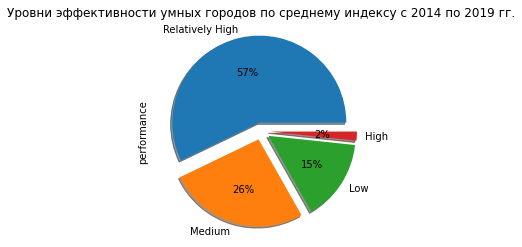 Уровни эффективности умных городов по среднему индексу с 2014 по 2019 гг.
Relatively High
57%
performance
2%
High
15%
Low
26%
Medium